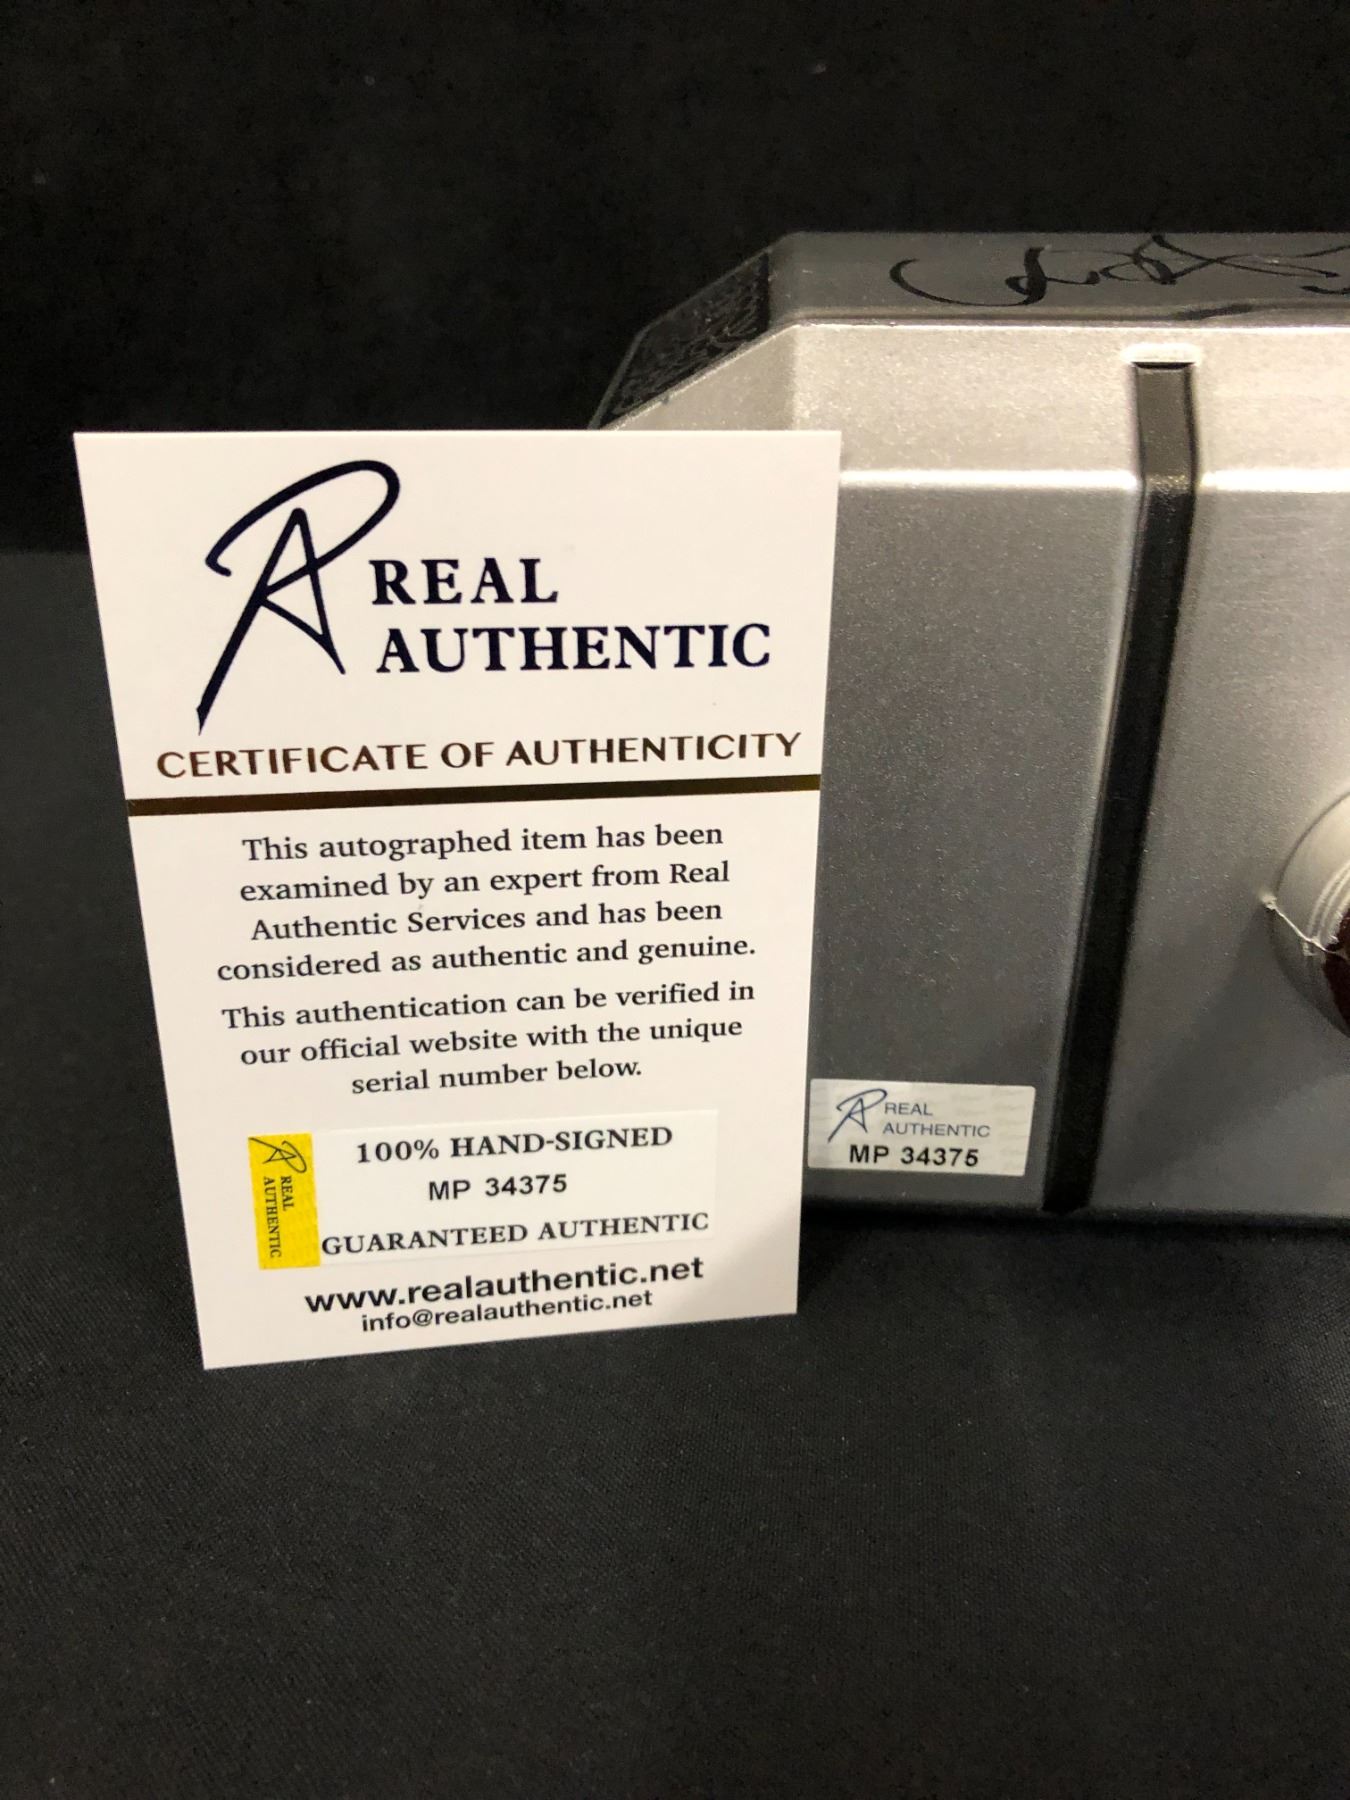 REAL
AUTHENTIC
CERTIFICATE OF AUTHENTICITY
This autographed item has been
examined by an expert from Real
Authentic Services and has been
considered as authentic and genuine.
This authentication can be verified in
our official website with the unique
serial number below.
REAL
AUTHENTIC
100% HAND-SIGNED
MP 34375
GUARANTEED AUTHENTIC
www.realauthentic.net
info@realauthentic.net
REAL
AUTHENTIC
MP 34375